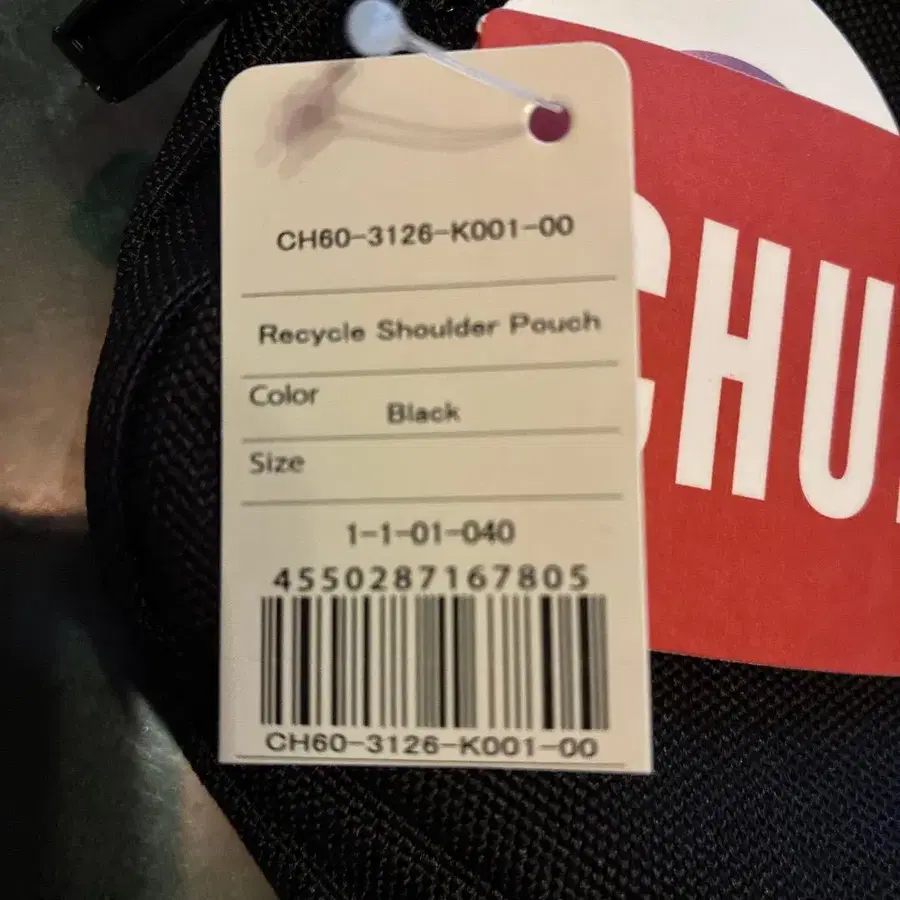 CH60-3126-K001-00
Recycle Shoulder Pouch
Color Black
Size
1-1-01-040
4550287167805
CH60-3126-K001-00
CHU